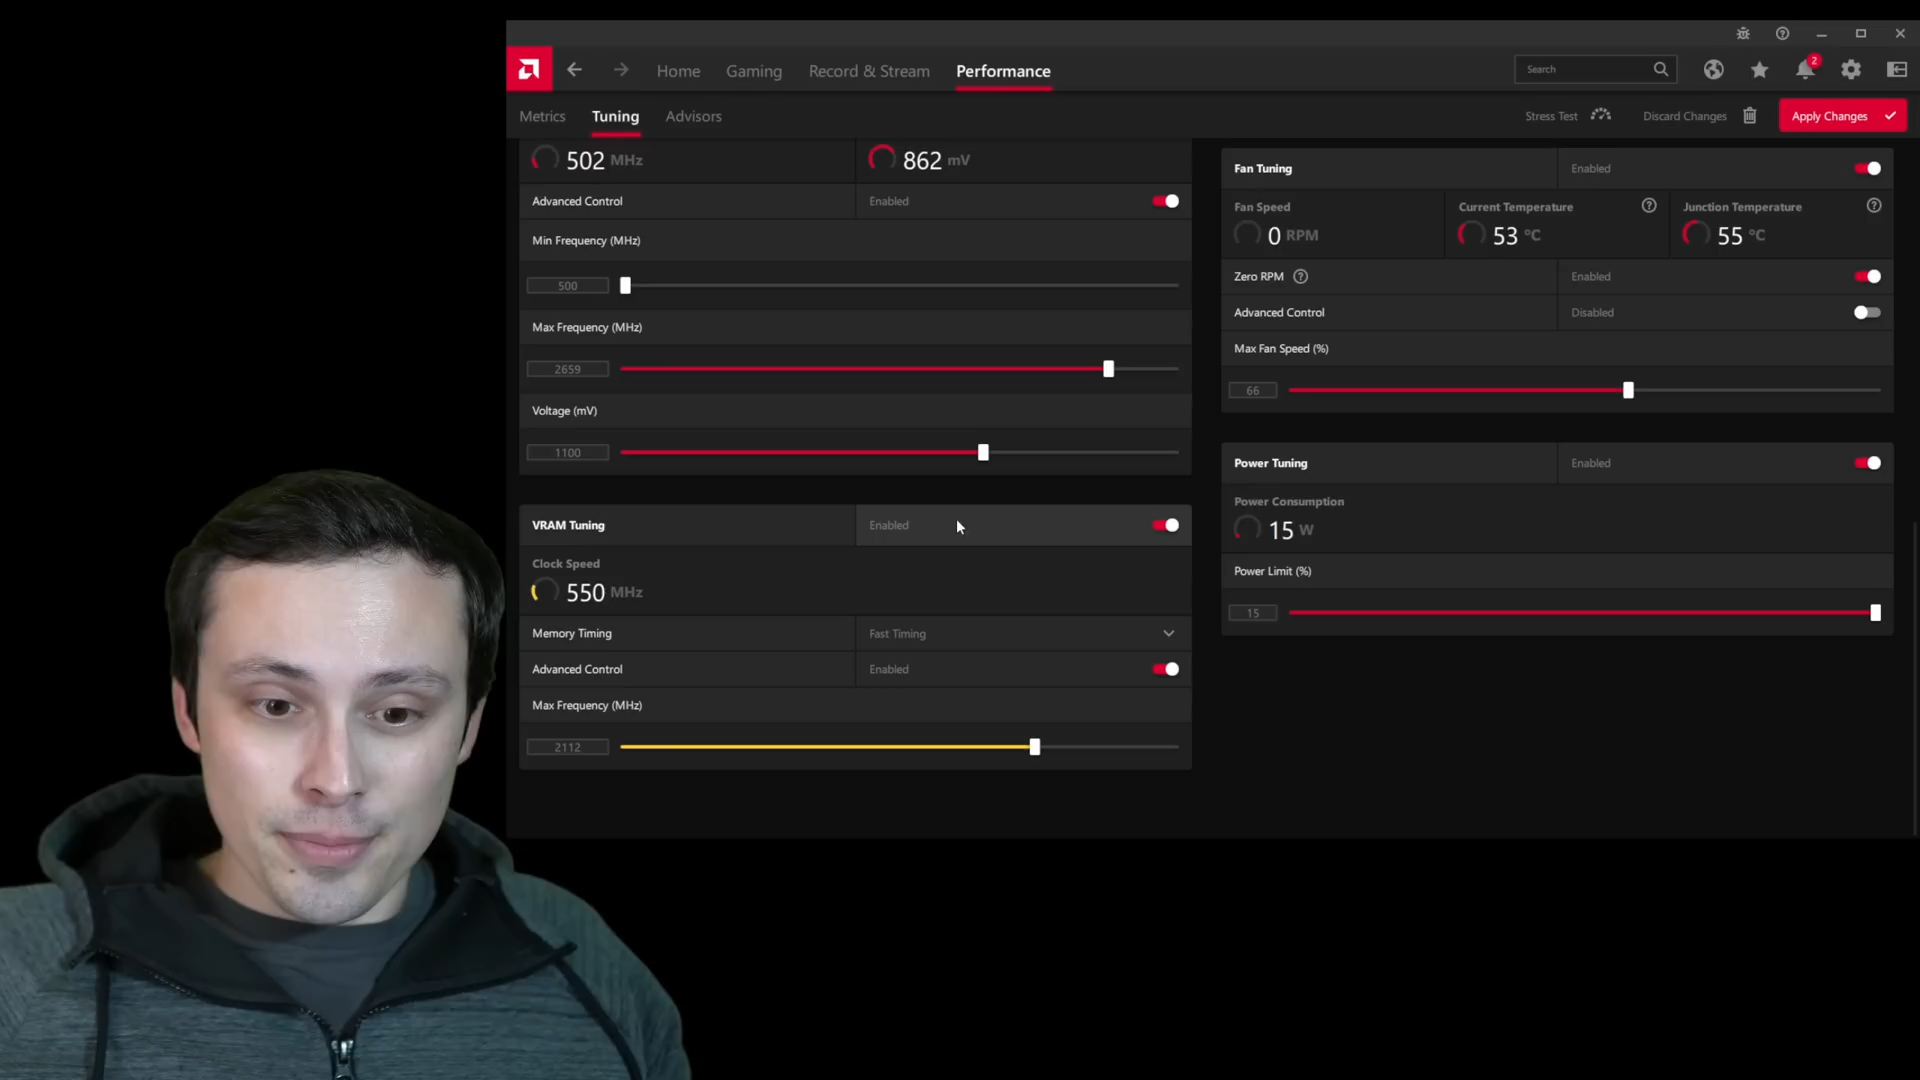 Home Gaming Record & Stream Performance
Search
2
Metrics Tuning Advisors
Stress Test Discard Changes Apply Changes
502 MHz 862 mV
Advanced Control Enabled
Min Frequency (MHz)
500
Max Frequency (MHz)
2659
Voltage (mV)
1100
VRAM Tuning Enabled
Clock Speed
550 MHz
Memory Timing Fast Timing
Advanced Control Enabled
Max Frequency (MHz)
2112
Fan Tuning Enabled
Fan Speed Current Temperature ? Junction Temperature ?
0 RPM 53 °C 55 °C
Zero RPM ? Enabled
Advanced Control Disabled
Max Fan Speed (%)
66
Power Tuning Enabled
Power Consumption
15 W
Power Limit (%)
15